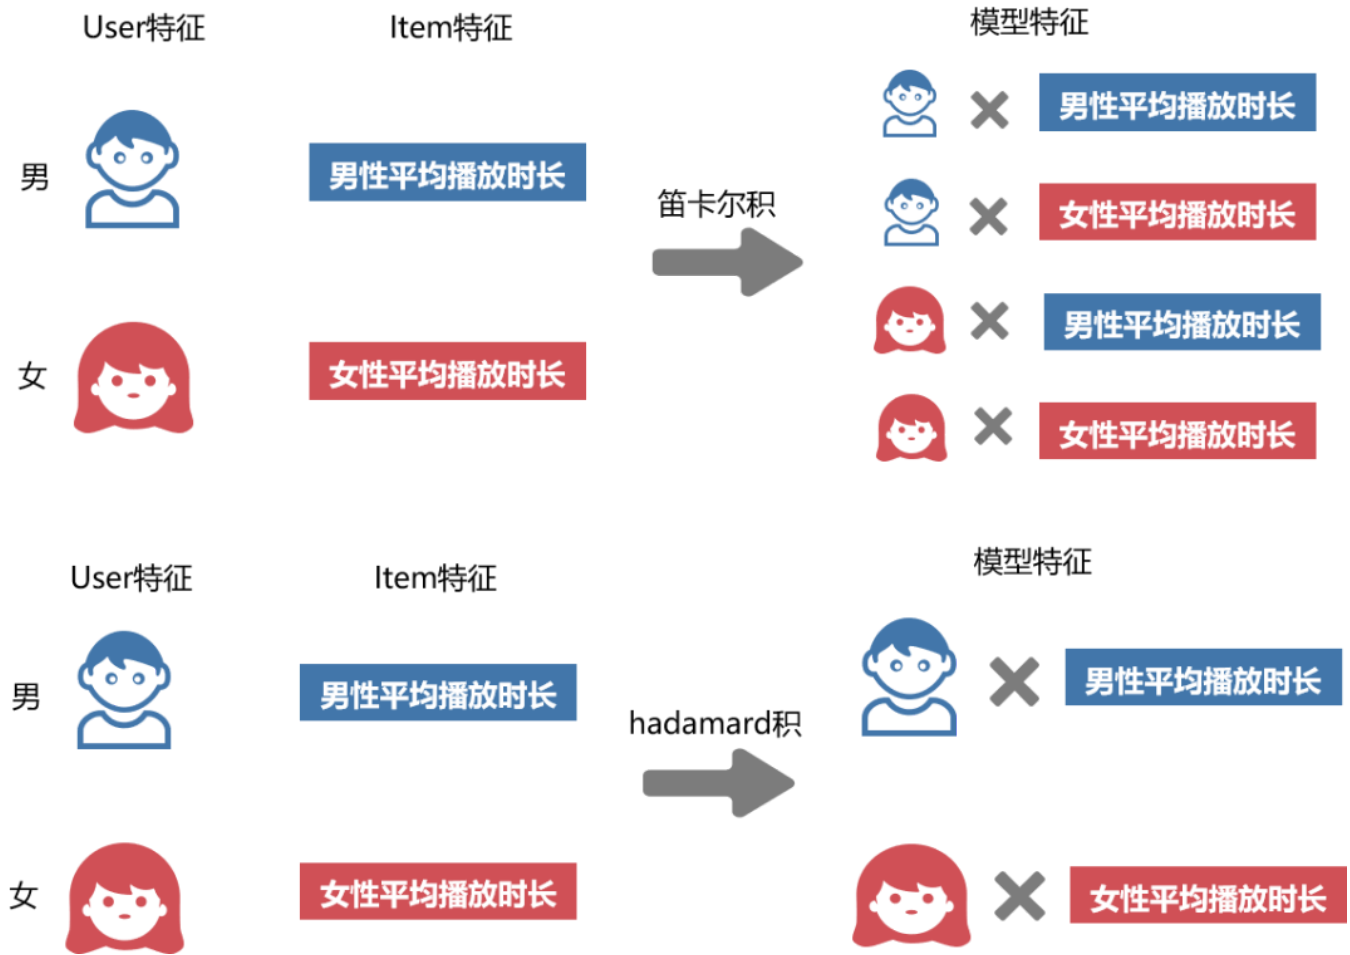 User特征 Item特征 模型特征
男性平均播放时长
男 男性平均播放时长
笛卡尔积 女性平均播放时长
男性平均播放时长
女 女性平均播放时长
女性平均播放时长
User特征 Item特征 模型特征
男 男性平均播放时长 男性平均播放时长
hadamard积
女 女性平均播放时长 女性平均播放时长